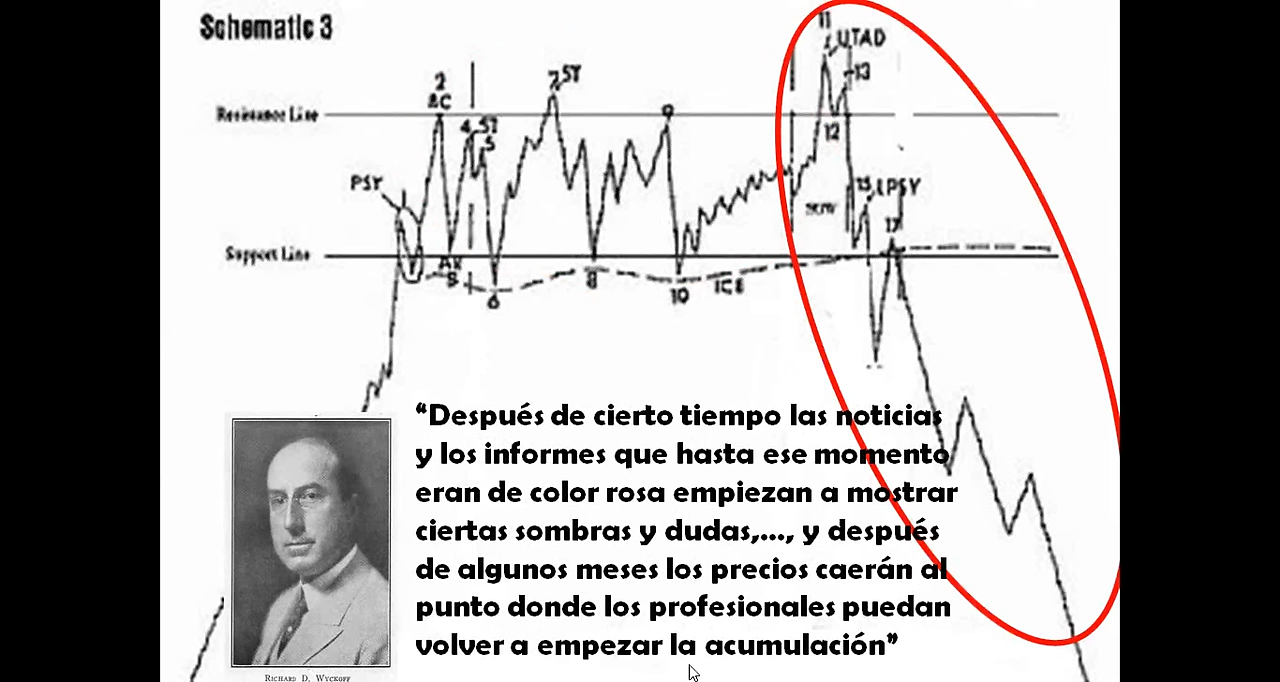 Schematic 3
11
UTAD
2
ST
13
BC
9
Resistance Line
4 ST
12
5
PSY
15 LPSY
SOW
17
Support Line
AR
8
ICE
10
6
“Después de cierto tiempo las noticias
y los informes que hasta ese momento
eran de color rosa empiezan a mostrar
ciertas sombras y dudas,..., y después
de algunos meses los precios caerán al
punto donde los profesionales puedan
volver a empezar la acumulación”
RICHARD D. WYCKOFF